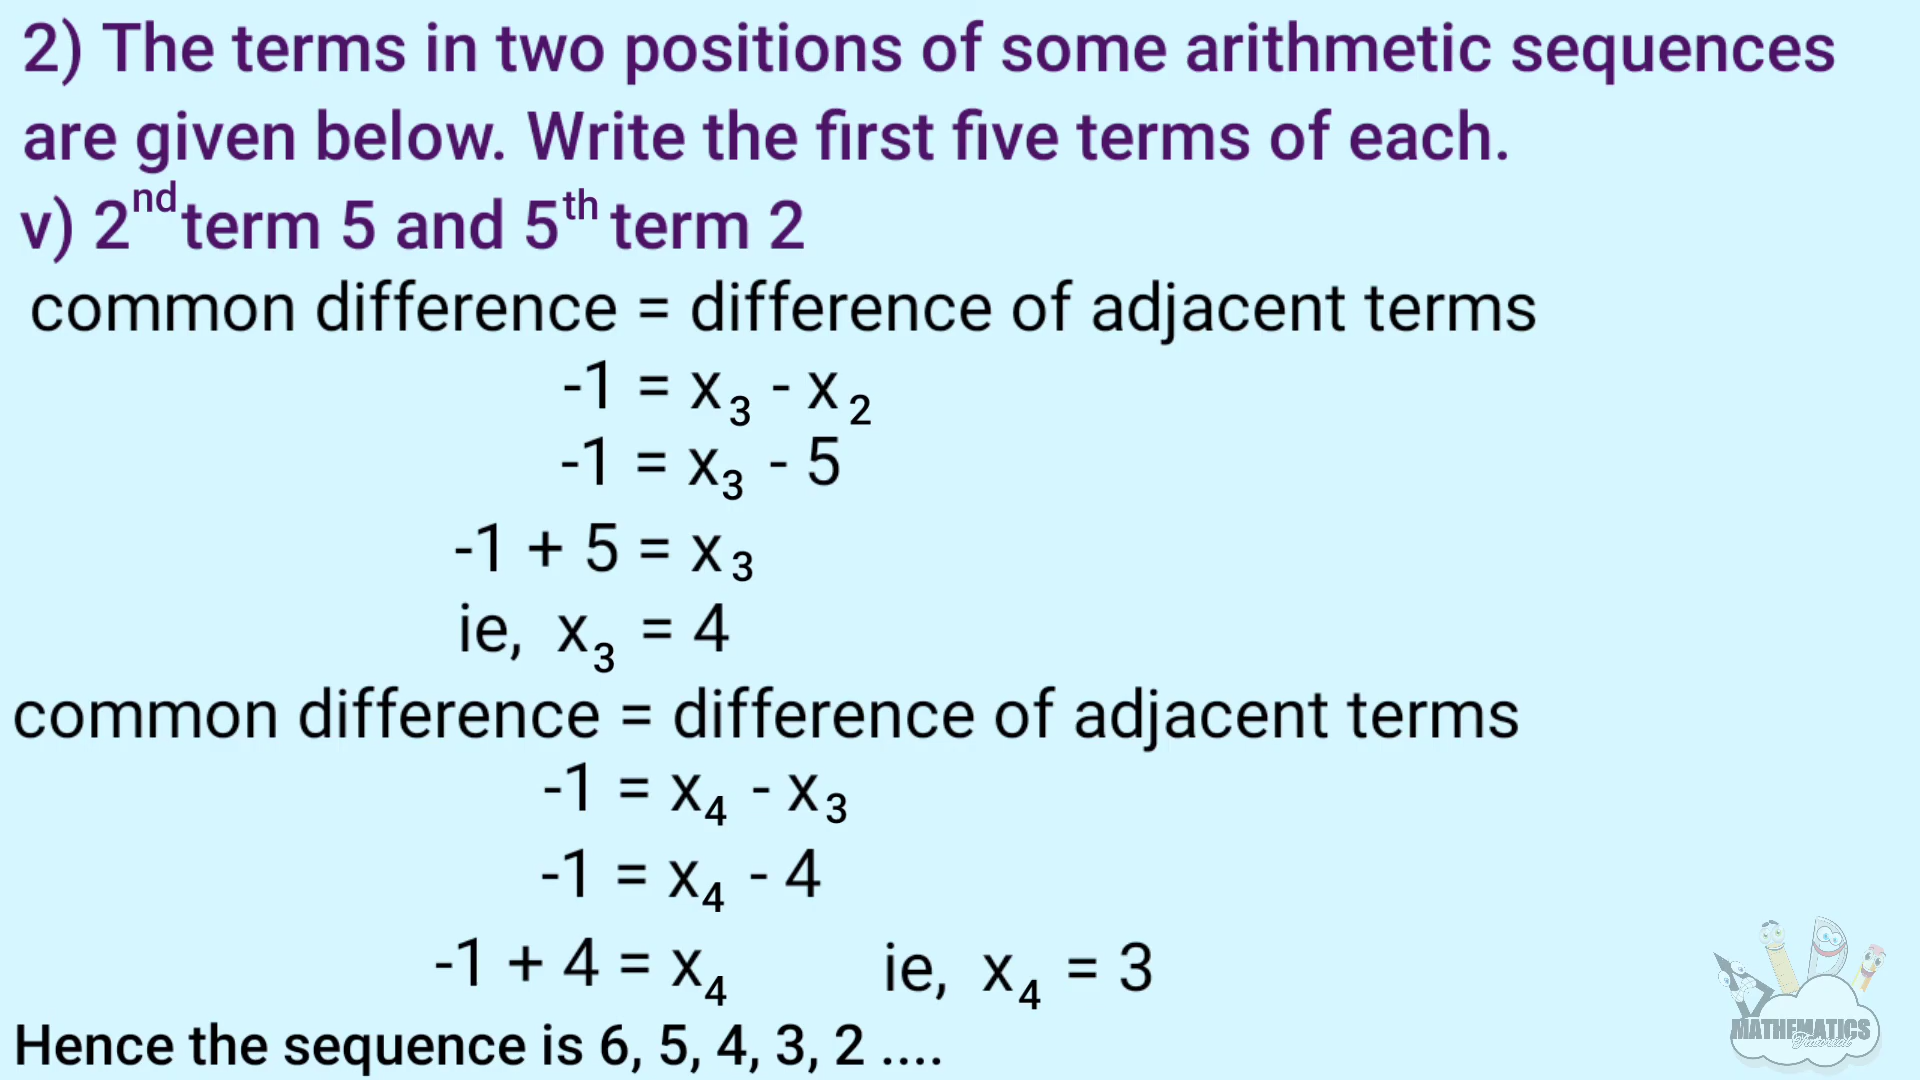 2) The terms in two positions of some arithmetic sequences
are given below. Write the first five terms of each.
v) 2nd term 5 and 5th term 2
common difference = difference of adjacent terms
-1 = x₃ - x₂
-1 = x₃ - 5
-1 + 5 = x₃
ie, x₃ = 4
common difference = difference of adjacent terms
-1 = x₄ - x₃
-1 = x₄ - 4
-1 + 4 = x₄ ie, x₄ = 3
Hence the sequence is 6, 5, 4, 3, 2 ....
MATHEMATICS